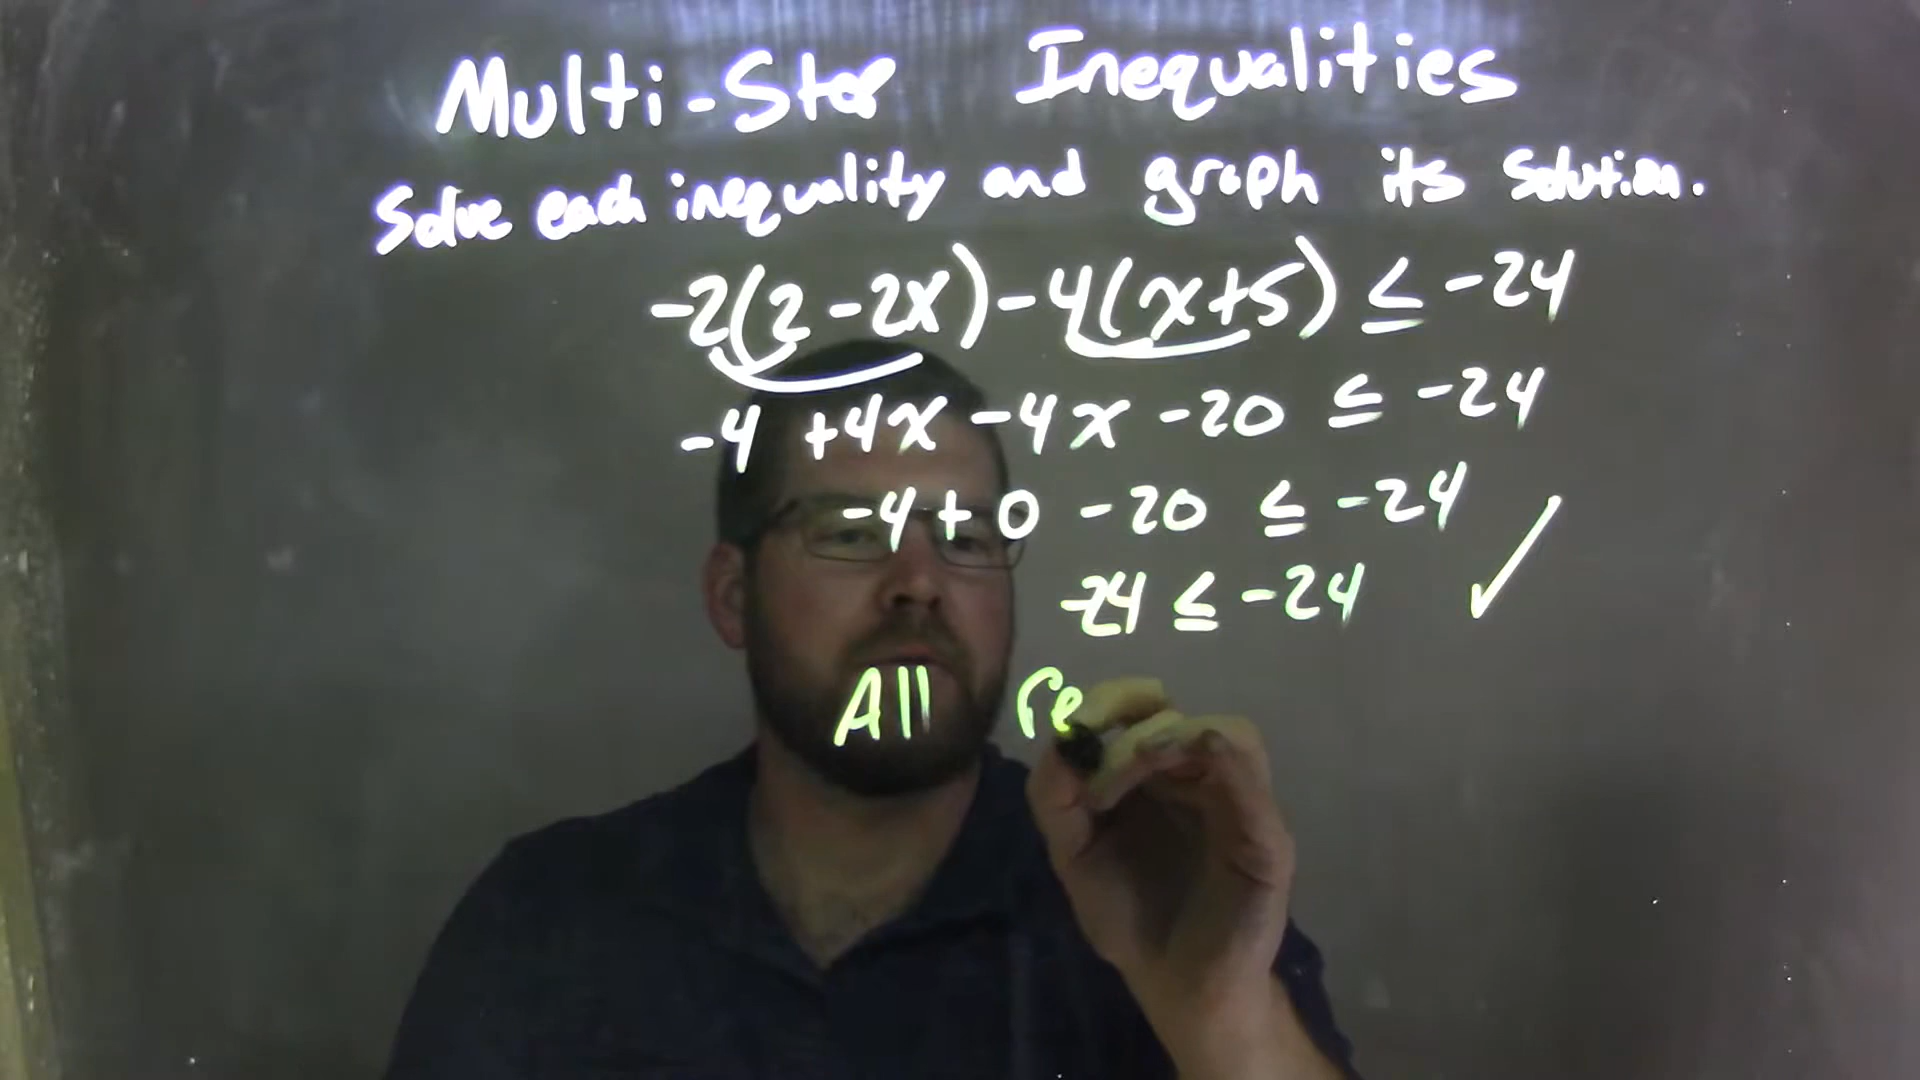 Multi-Step Inequalities
Solve each inequality and graph its solution.
-2(2-2x)-4(x+5) ≤ -24
-4 +4x -4x -20 ≤ -24
-4+0 -20 ≤ -24
-24 ≤ -24 ✓
All re